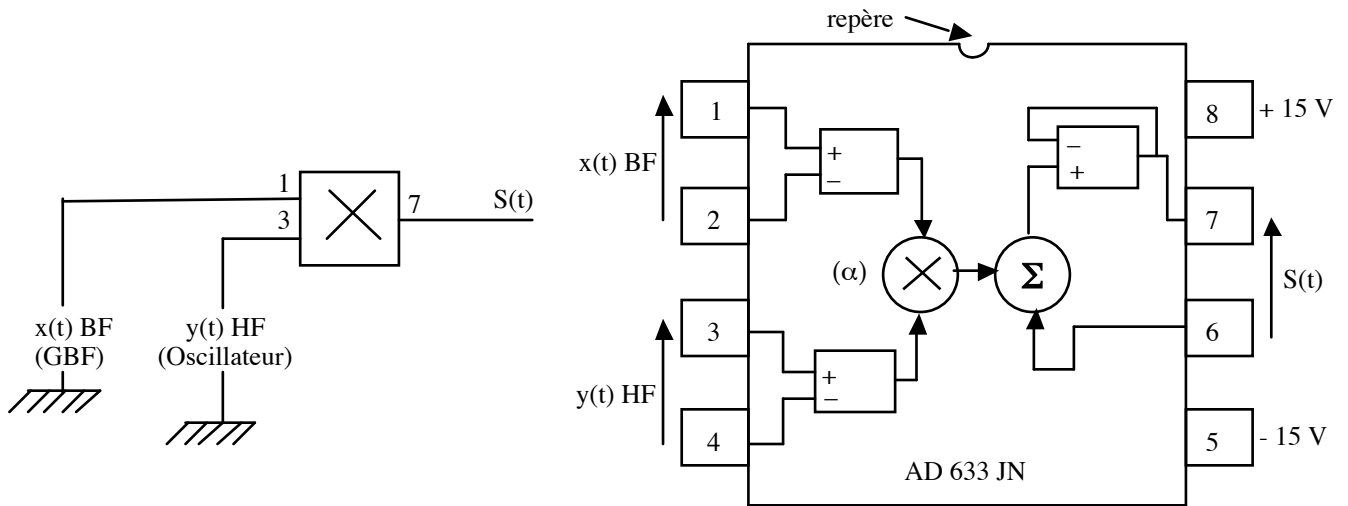 1
3
7
S(t)
x(t) BF
(GBF)
y(t) HF
(Oscillateur)
repère
1
2
3
4
x(t) BF
y(t) HF
+
–
+
–
(α)
Σ
–
+
8
7
6
5
+ 15 V
S(t)
- 15 V
AD 633 JN